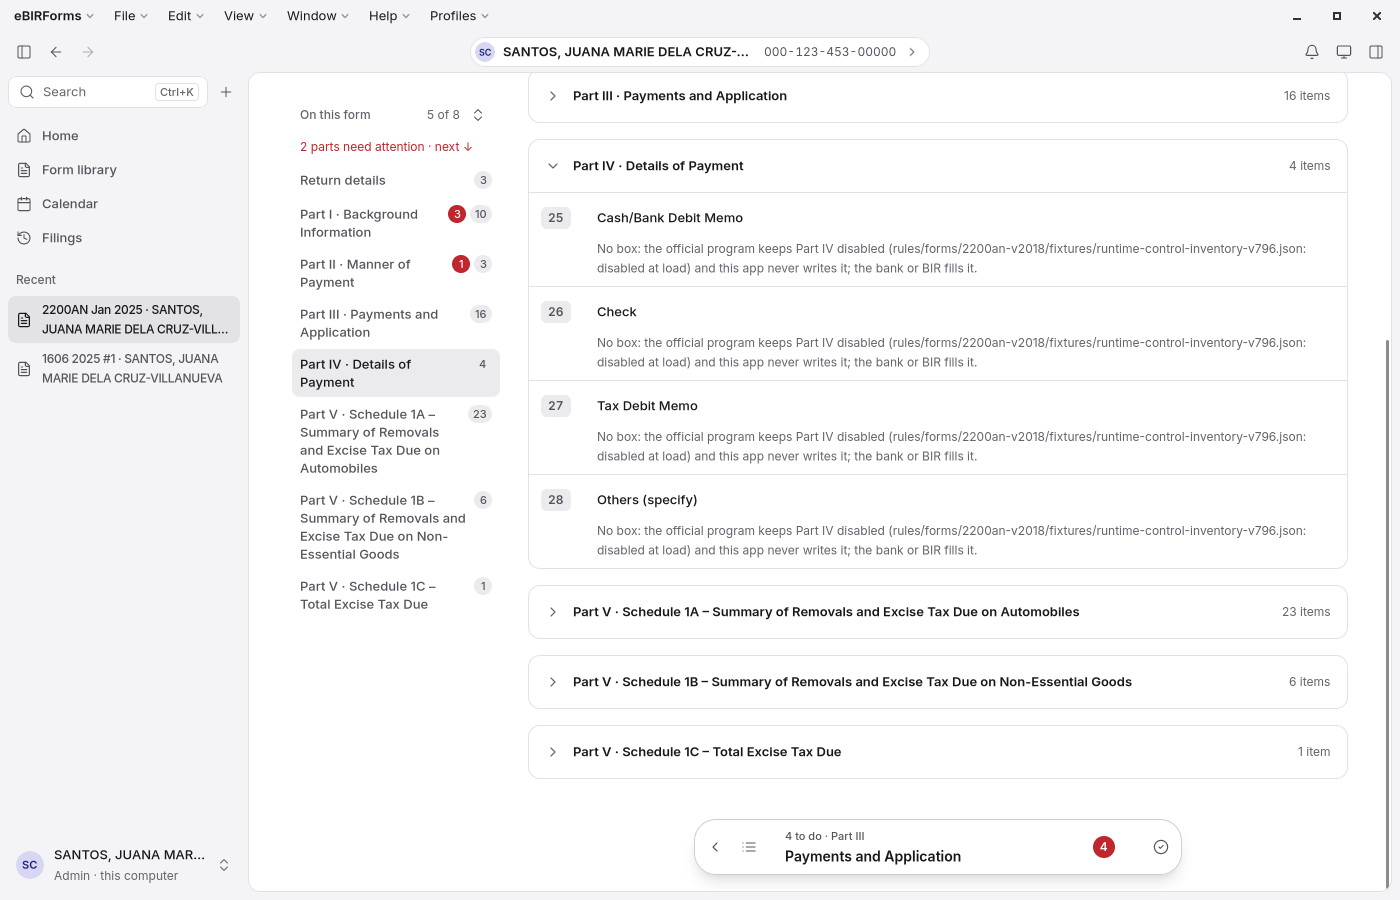 eBIRForms File Edit View Window Help Profiles
SC SANTOS, JUANA MARIE DELA CRUZ-... 000-123-453-00000
Search Ctrl+K
Home
Form library
Calendar
Filings
Recent
2200AN Jan 2025 · SANTOS,
JUANA MARIE DELA CRUZ-VILL...
1606 2025 #1 · SANTOS, JUANA
MARIE DELA CRUZ-VILLANUEVA
SC SANTOS, JUANA MAR...
Admin · this computer
On this form 5 of 8
2 parts need attention · next ↓
Return details 3
Part I · Background 3 10
Information
Part II · Manner of 1 3
Payment
Part III · Payments and 16
Application
Part IV · Details of 4
Payment
Part V · Schedule 1A – 23
Summary of Removals
and Excise Tax Due on
Automobiles
Part V · Schedule 1B – 6
Summary of Removals and
Excise Tax Due on Non-
Essential Goods
Part V · Schedule 1C – 1
Total Excise Tax Due
Part III · Payments and Application 16 items
Part IV · Details of Payment 4 items
25 Cash/Bank Debit Memo
No box: the official program keeps Part IV disabled (rules/forms/2200an-v2018/fixtures/runtime-control-inventory-v796.json:
disabled at load) and this app never writes it; the bank or BIR fills it.
26 Check
No box: the official program keeps Part IV disabled (rules/forms/2200an-v2018/fixtures/runtime-control-inventory-v796.json:
disabled at load) and this app never writes it; the bank or BIR fills it.
27 Tax Debit Memo
No box: the official program keeps Part IV disabled (rules/forms/2200an-v2018/fixtures/runtime-control-inventory-v796.json:
disabled at load) and this app never writes it; the bank or BIR fills it.
28 Others (specify)
No box: the official program keeps Part IV disabled (rules/forms/2200an-v2018/fixtures/runtime-control-inventory-v796.json:
disabled at load) and this app never writes it; the bank or BIR fills it.
Part V · Schedule 1A – Summary of Removals and Excise Tax Due on Automobiles 23 items
Part V · Schedule 1B – Summary of Removals and Excise Tax Due on Non-Essential Goods 6 items
Part V · Schedule 1C – Total Excise Tax Due 1 item
4 to do · Part III
Payments and Application 4